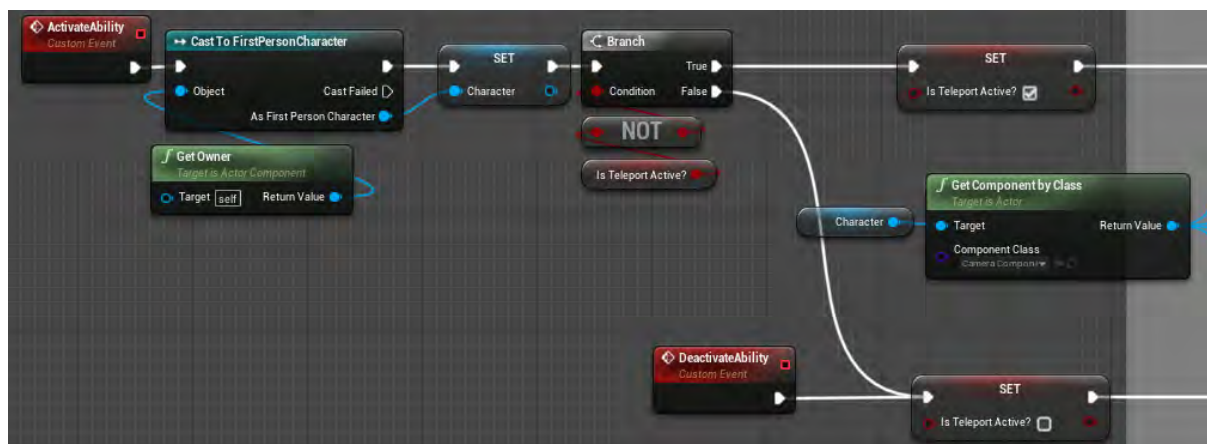 ActivateAbility
Custom Event
Cast To FirstPersonCharacter
Object
Cast Failed
As First Person Character
Get Owner
Target is Actor Component
Target self
Return Value
SET
Character
Branch
True
Condition
False
NOT
Is Teleport Active?
SET
Is Teleport Active?
Character
Get Component by Class
Target is Actor
Target
Return Value
Component Class
Camera Compone
DeactivateAbility
Custom Event
SET
Is Teleport Active?